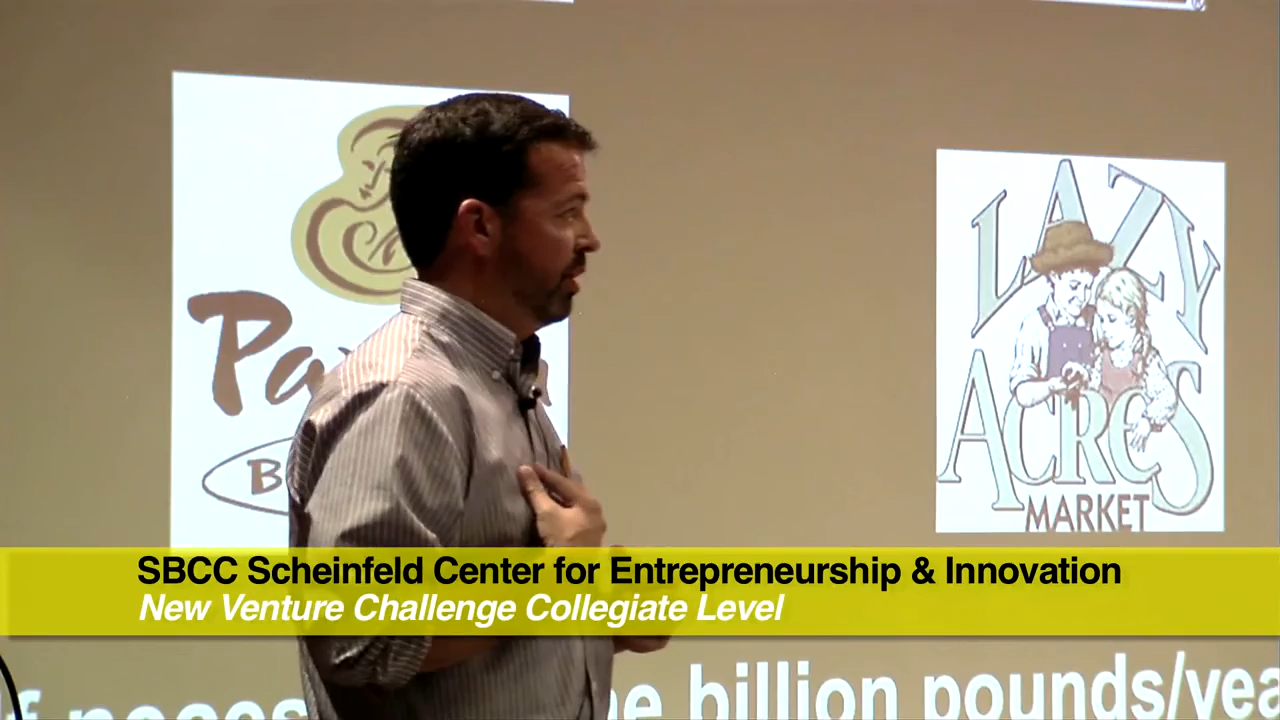 LAZY
ACRES
MARKET
SBCC Scheinfeld Center for Entrepreneurship & Innovation
New Venture Challenge Collegiate Level
billion pounds/yea